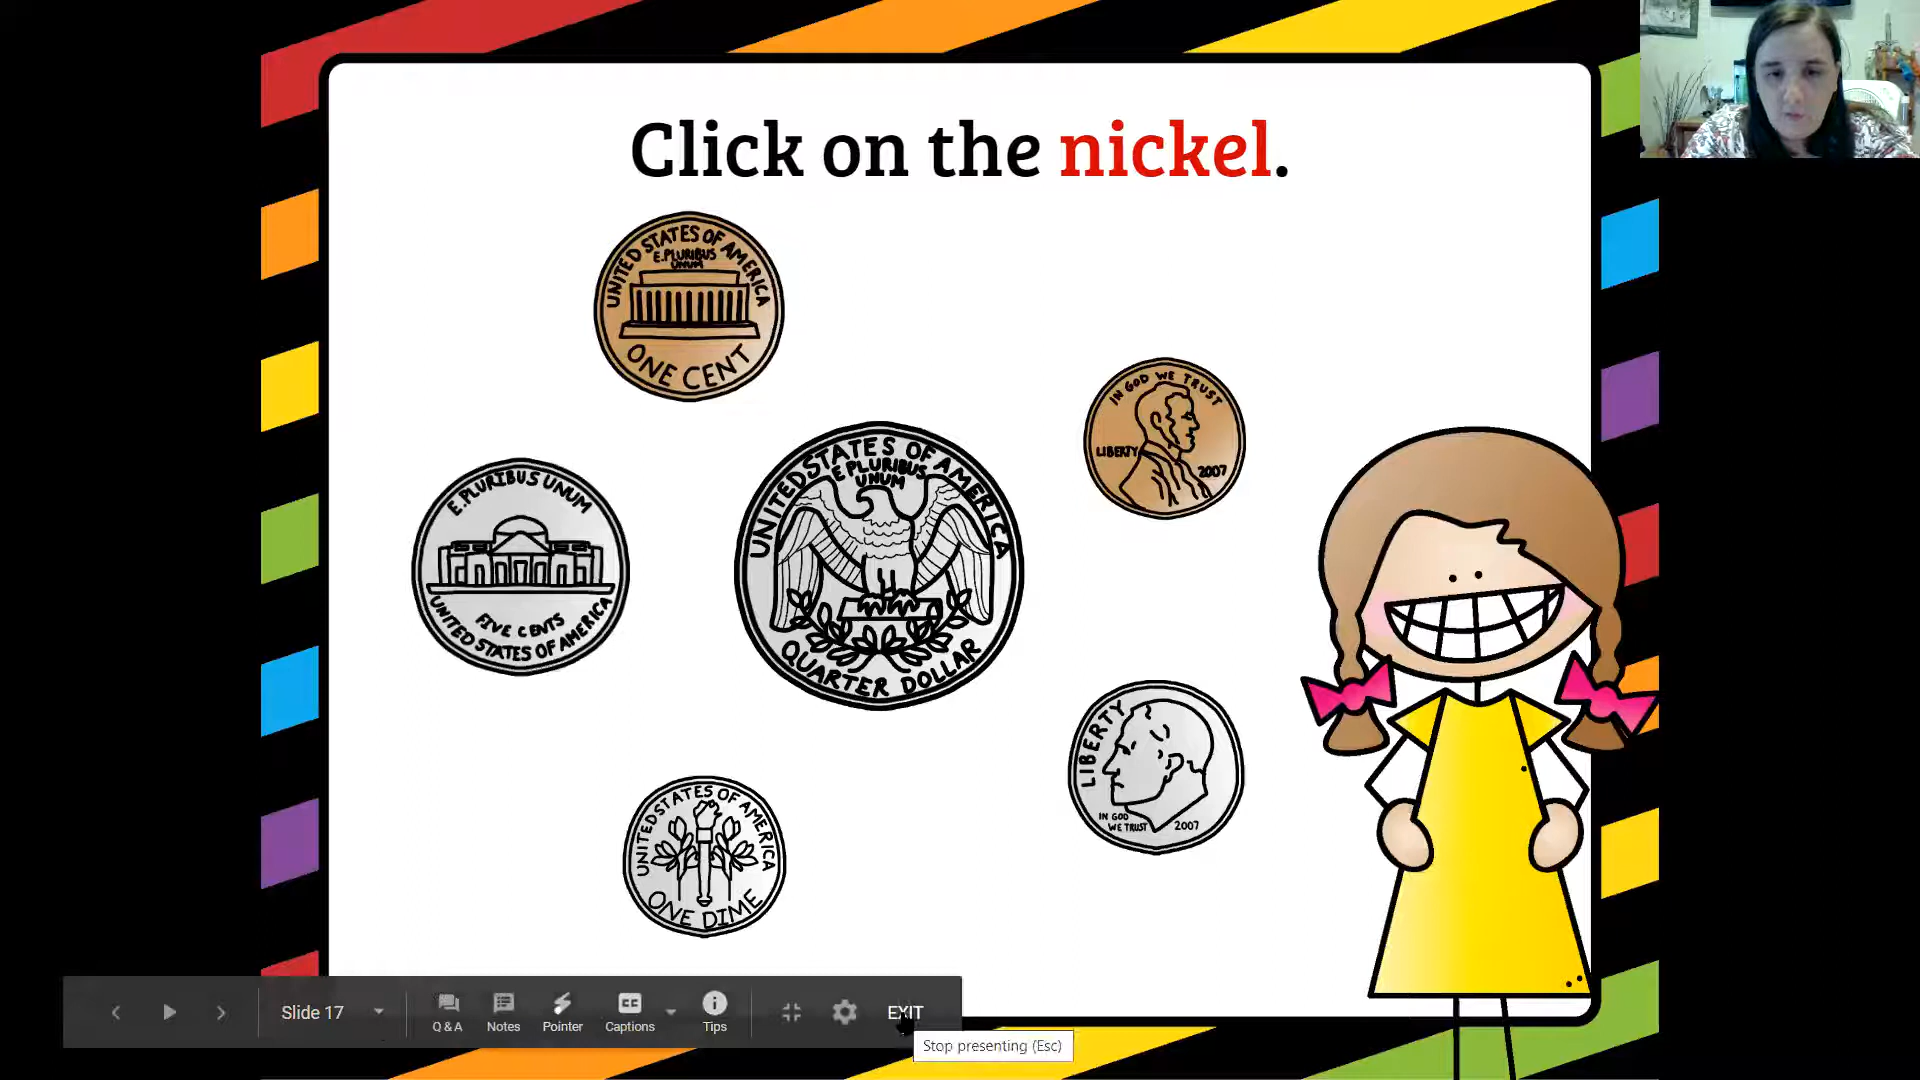 Click on the nickel.
UNITED STATES OF AMERICA
E.PLURIBUS
UNUM
ONE CENT
IN GOD WE TRUST
LIBERTY
2007
E.PLURIBUS UNUM
FIVE CENTS
UNITED STATES OF AMERICA
UNITED STATES OF AMERICA
E PLURIBUS
UNUM
QUARTER DOLLAR
LIBERTY
IN GOD
WE TRUST
2007
UNITED STATES OF AMERICA
ONE DIME
Slide 17
Q & A
Notes
Pointer
CC
Captions
Tips
EXIT
Stop presenting (Esc)